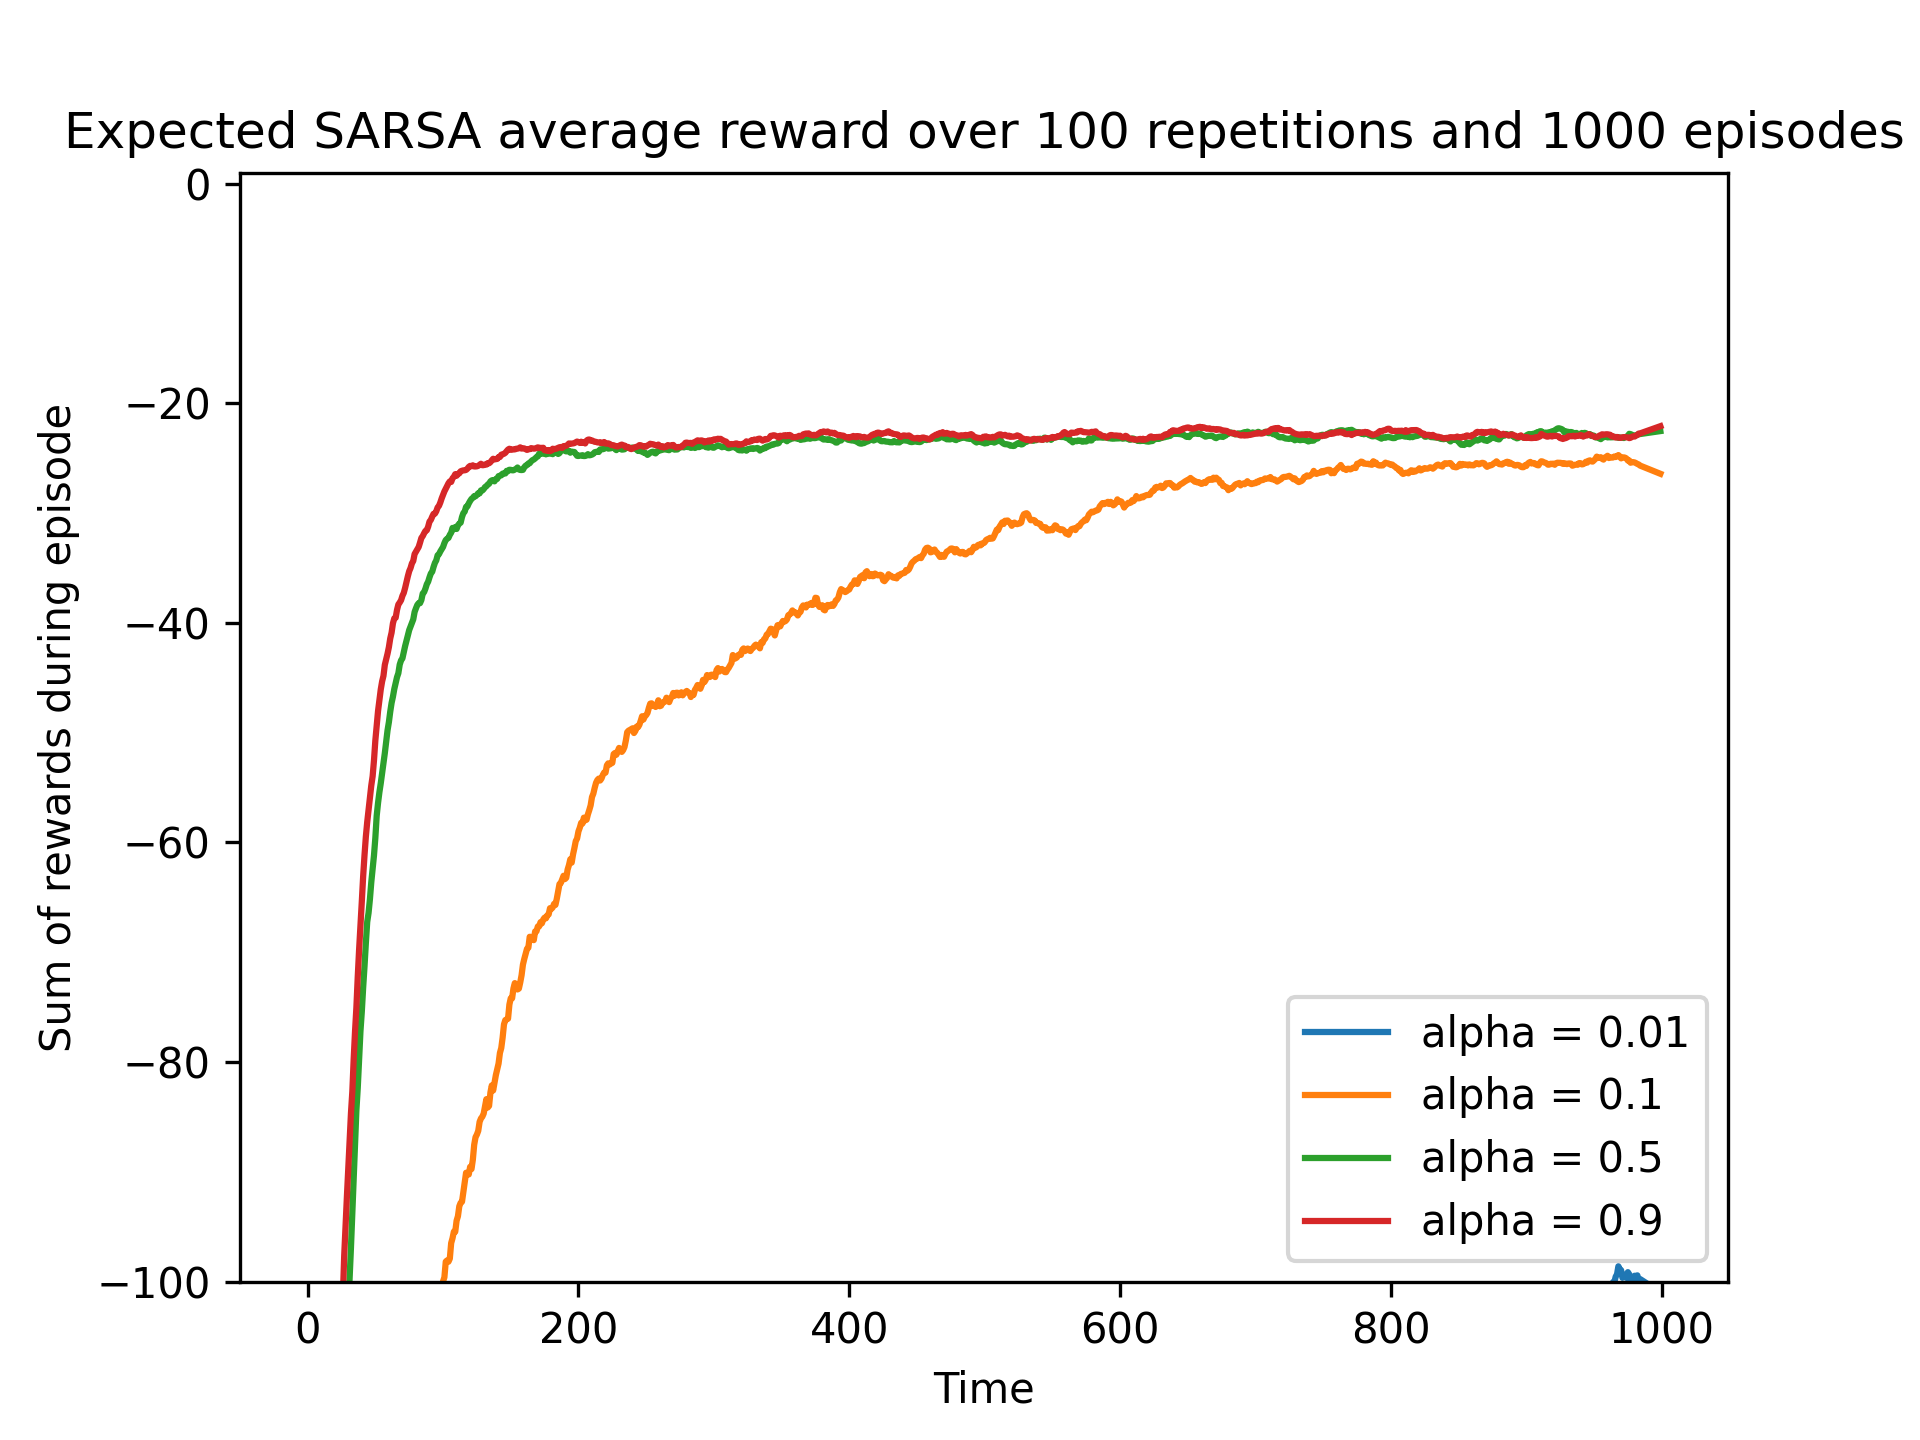 Expected SARSA average reward over 100 repetitions and 1000 episodes
0
−20
−40
−60
−80
−100
Sum of rewards during episode
alpha = 0.01
alpha = 0.1
alpha = 0.5
alpha = 0.9
0 200 400 600 800 1000
Time